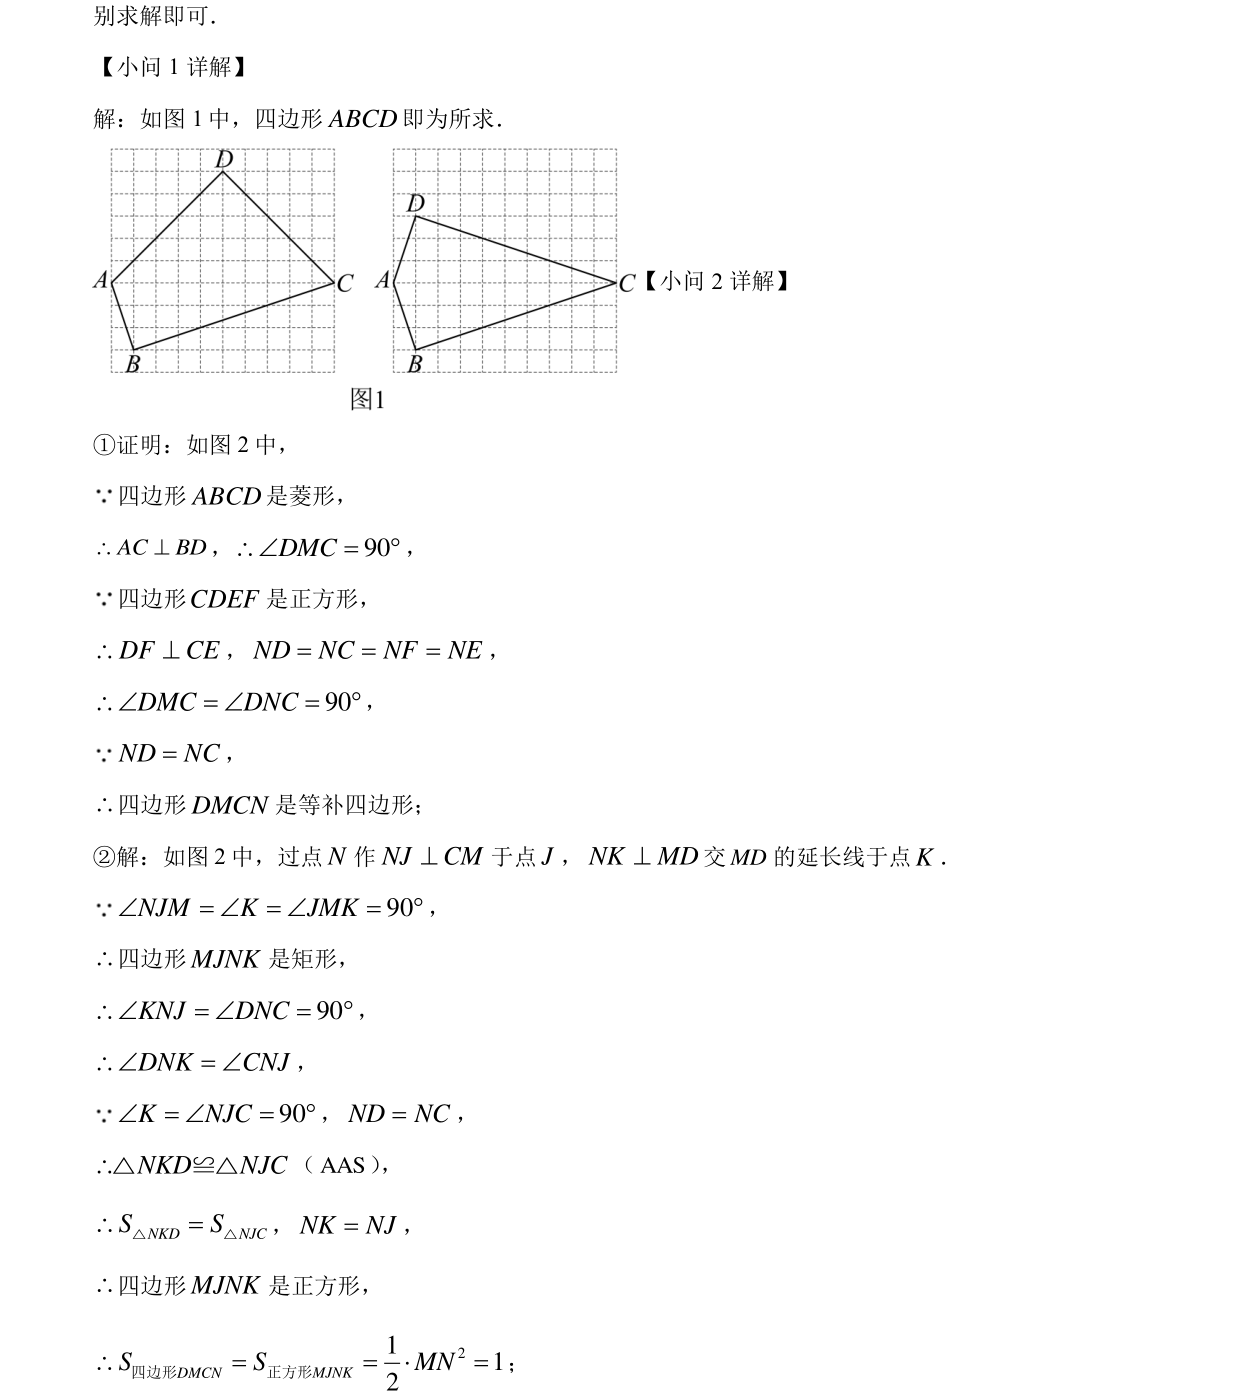 别求解即可．
【小问 1 详解】
解：如图 1 中，四边形 ABCD 即为所求．
D
A
C
B
D
A
C
B
【小问 2 详解】
图1
①证明：如图 2 中，
∵四边形 ABCD 是菱形，
∴AC⊥BD，∴∠DMC = 90°，
∵四边形 CDEF 是正方形，
∴DF⊥CE，ND = NC = NF = NE，
∴∠DMC = ∠DNC = 90°，
∵ND = NC，
∴四边形 DMCN 是等补四边形；
②解：如图 2 中，过点 N 作 NJ⊥CM 于点 J，NK⊥MD 交 MD 的延长线于点 K．
∵∠NJM = ∠K = ∠JMK = 90°，
∴四边形 MJNK 是矩形，
∴∠KNJ = ∠DNC = 90°，
∴∠DNK = ∠CNJ，
∵∠K = ∠NJC = 90°，ND = NC，
∴△NKD≌△NJC（AAS），
∴S△NKD = S△NJC，NK = NJ，
∴四边形 MJNK 是正方形，
∴S四边形DMCN = S正方形MJNK = 1/2·MN² = 1；